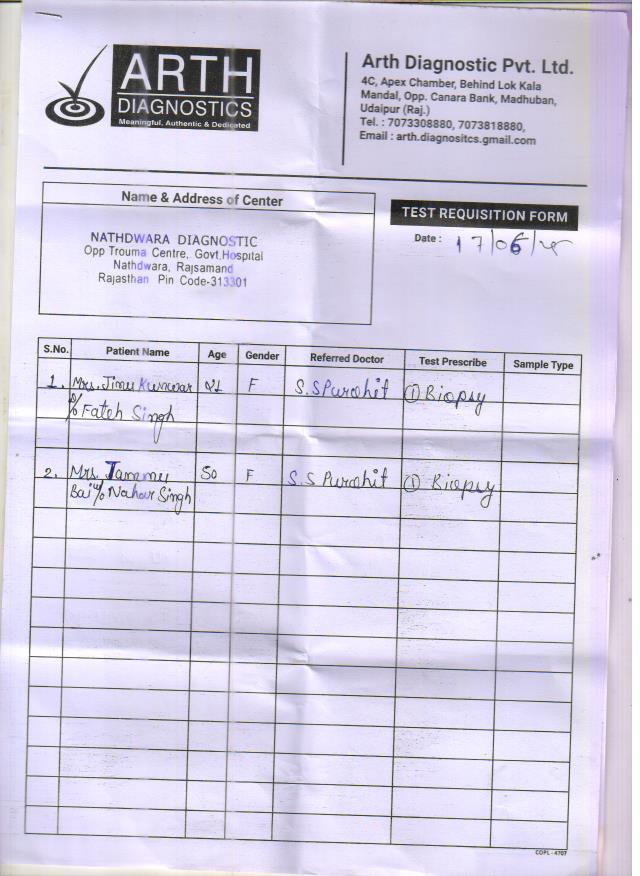 ARTH
DIAGNOSTICS
Meaningful, Authentic & Dedicated
Arth Diagnostic Pvt. Ltd.
4C, Apex Chamber, Behind Lok Kala
Mandal, Opp. Canara Bank, Madhuban,
Udaipur (Raj.)
Tel. : 7073308880, 7073818880,
Email : arth.diagnositcs.gmail.com
Name & Address of Center
NATHDWARA DIAGNOSTIC
Opp Trouma Centre, Govt.Hospital
Nathdwara, Rajsamand
Rajasthan Pin Code-313301
TEST REQUISITION FORM
Date : 17/06/
S.No. Patient Name Age Gender Referred Doctor Test Prescribe Sample Type
1. Mrs. Jimu Kunwar F S.S Purohit ① Biopsy
Fateh Singh
2. Mrs. Jammu 50 F S.S Purohit ① Biopsy
Bai Nahar Singh
CDPL-4707